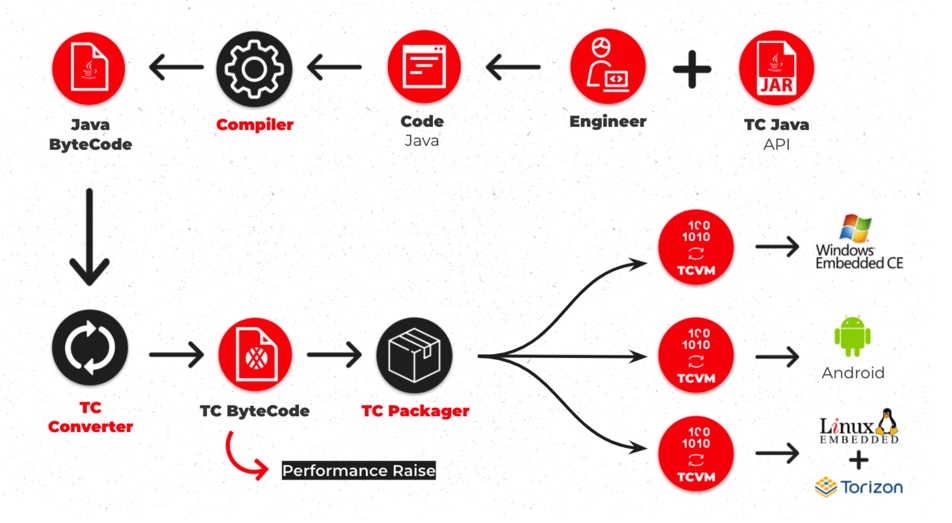 JAR
Java
ByteCode
Compiler
Code
Java
Engineer
TC Java
API
100
1010
TCVM
Windows
Embedded CE
100
1010
TCVM
Android
TC
Converter
TC ByteCode
TC Packager
Performance Raise
100
1010
TCVM
Linux
EMBEDDED
Torizon